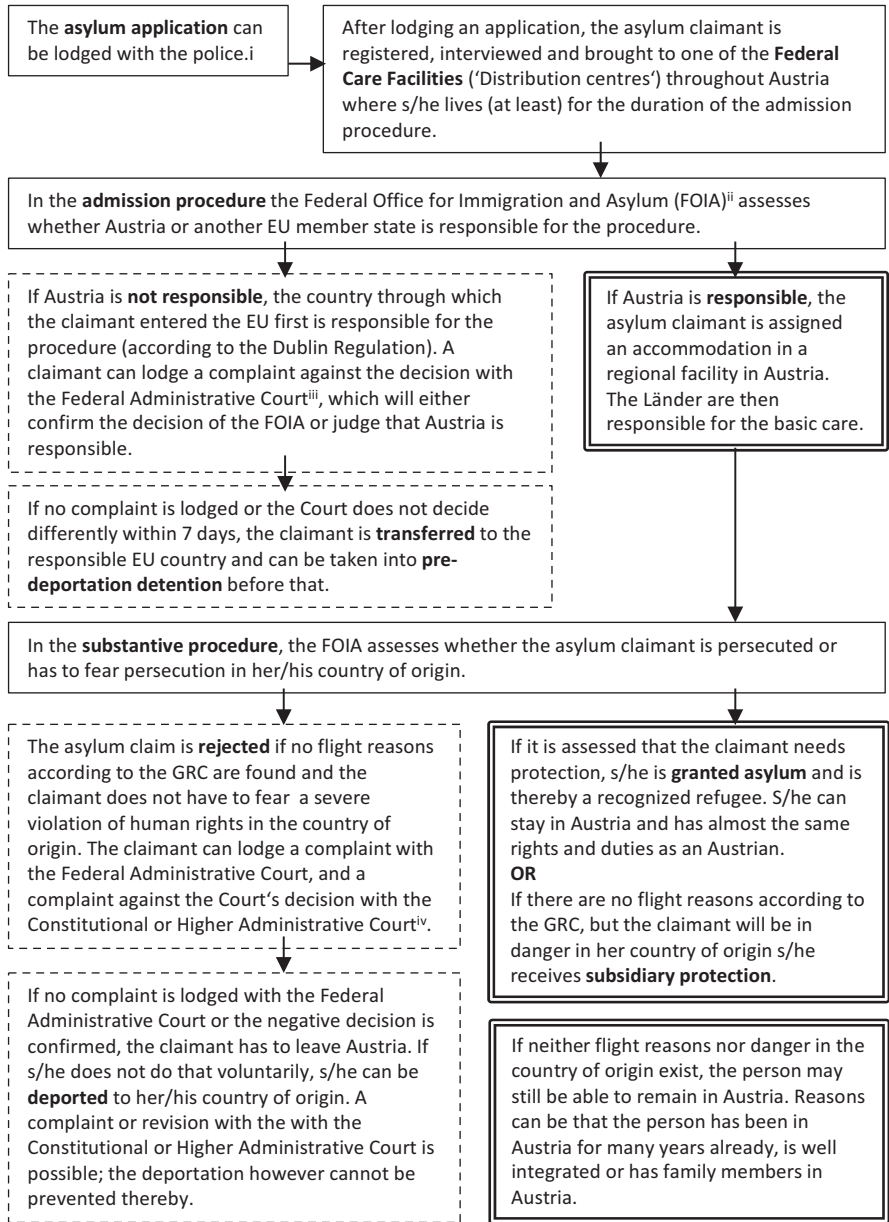 The asylum application can
be lodged with the police.i
After lodging an application, the asylum claimant is
registered, interviewed and brought to one of the Federal
Care Facilities (‘Distribution centres‘) throughout Austria
where s/he lives (at least) for the duration of the admission
procedure.
In the admission procedure the Federal Office for Immigration and Asylum (FOIA)ii assesses
whether Austria or another EU member state is responsible for the procedure.
If Austria is not responsible, the country through which
the claimant entered the EU first is responsible for the
procedure (according to the Dublin Regulation). A
claimant can lodge a complaint against the decision with
the Federal Administrative Courtiii, which will either
confirm the decision of the FOIA or judge that Austria is
responsible.
If Austria is responsible, the
asylum claimant is assigned
an accommodation in a
regional facility in Austria.
The Länder are then
responsible for the basic care.
If no complaint is lodged or the Court does not decide
differently within 7 days, the claimant is transferred to the
responsible EU country and can be taken into pre-
deportation detention before that.
In the substantive procedure, the FOIA assesses whether the asylum claimant is persecuted or
has to fear persecution in her/his country of origin.
The asylum claim is rejected if no flight reasons
according to the GRC are found and the
claimant does not have to fear a severe
violation of human rights in the country of
origin. The claimant can lodge a complaint with
the Federal Administrative Court, and a
complaint against the Court‘s decision with the
Constitutional or Higher Administrative Courtiv.
If it is assessed that the claimant needs
protection, s/he is granted asylum and is
thereby a recognized refugee. S/he can
stay in Austria and has almost the same
rights and duties as an Austrian.
OR
If there are no flight reasons according to
the GRC, but the claimant will be in
danger in her country of origin s/he
receives subsidiary protection.
If no complaint is lodged with the Federal
Administrative Court or the negative decision is
confirmed, the claimant has to leave Austria. If
s/he does not do that voluntarily, s/he can be
deported to her/his country of origin. A
complaint or revision with the with the
Constitutional or Higher Administrative Court is
possible; the deportation however cannot be
prevented thereby.
If neither flight reasons nor danger in the
country of origin exist, the person may
still be able to remain in Austria. Reasons
can be that the person has been in
Austria for many years already, is well
integrated or has family members in
Austria.